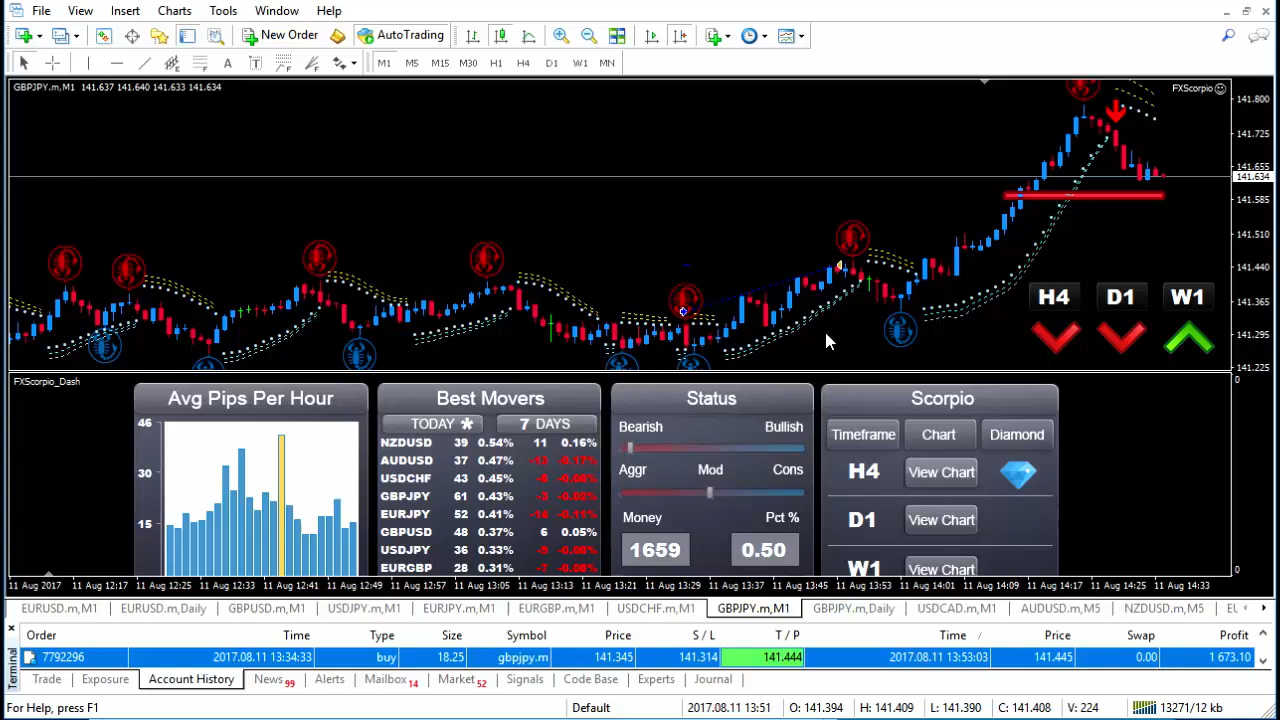 File View Insert Charts Tools Window Help
New Order AutoTrading
A T M1 M5 M15 M30 H1 H4 D1 W1 MN
GBPJPY.m,M1 141.637 141.640 141.633 141.634
FXScorpio
141.800
141.725
141.655
141.634
141.585
141.510
141.440
141.365
141.295
141.225
H4 D1 W1
FXScorpio_Dash
0
Avg Pips Per Hour
46
30
15
Best Movers
TODAY * 7 DAYS
NZDUSD 39 0.54% 11 0.16%
AUDUSD 37 0.47% -13 -0.17%
USDCHF 43 0.45%
GBPJPY 61 0.43% -3 -0.02%
EURJPY 52 0.41% -0.11%
GBPUSD 48 0.37% 6 0.05%
USDJPY 36 0.33%
EURGBP 28 0.31%
Status
Bearish Bullish
Aggr Mod Cons
Money Pct %
1659 0.50
Scorpio
Timeframe Chart Diamond
H4 View Chart
D1 View Chart
W1 View Chart
0
11 Aug 2017 11 Aug 12:17 11 Aug 12:25 11 Aug 12:33 11 Aug 12:41 11 Aug 12:49 11 Aug 12:57 11 Aug 13:05 11 Aug 13:13 11 Aug 13:21 11 Aug 13:29 11 Aug 13:37 11 Aug 13:45 11 Aug 13:53 11 Aug 14:01 11 Aug 14:09 11 Aug 14:17 11 Aug 14:25 11 Aug 14:33
EURUSD.m,M1 EURUSD.m,Daily GBPUSD.m,M1 USDJPY.m,M1 EURJPY.m,M1 EURGBP.m,M1 USDCHF.m,M1 GBPJPY.m,M1 GBPJPY.m,Daily USDCAD.m,M1 AUDUSD.m,M5 NZDUSD.m,M5 EU
Order Time Type Size Symbol Price S / L T / P Time Price Swap Profit
7792296 2017.08.11 13:34:33 buy 18.25 gbpjpy.m 141.345 141.314 141.444 2017.08.11 13:53:03 141.445 0.00 1 673.10
Terminal
Trade Exposure Account History News 99 Alerts Mailbox 14 Market 52 Signals Code Base Experts Journal
For Help, press F1 Default 2017.08.11 13:51 O: 141.394 H: 141.409 L: 141.390 C: 141.408 V: 224 13271/12 kb